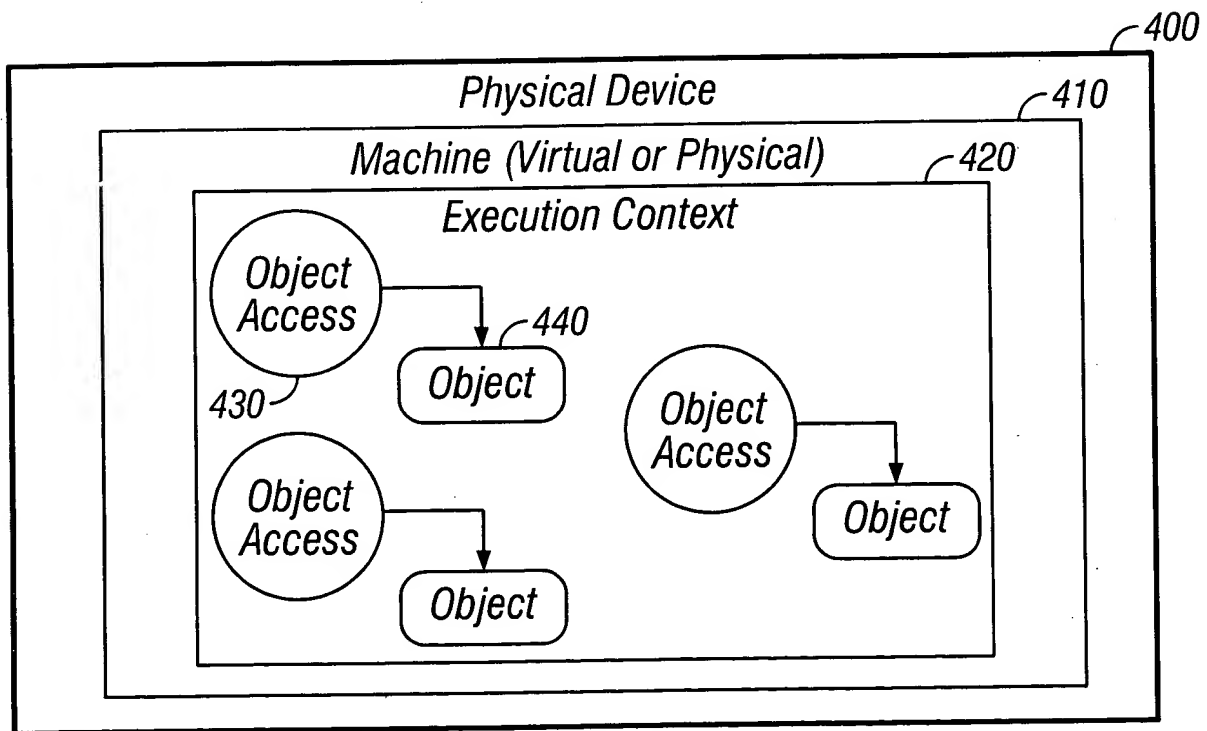 400
Physical Device
410
Machine (Virtual or Physical)
420
Execution Context
Object
Access
440
Object
430
Object
Access
Object
Object
Access
Object